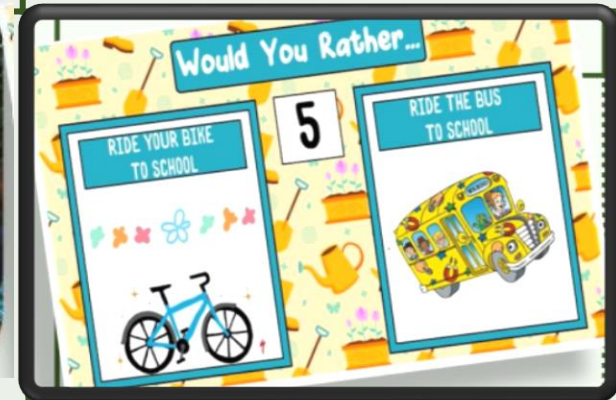 Would You Rather...
RIDE YOUR BIKE
TO SCHOOL
5
RIDE THE BUS
TO SCHOOL